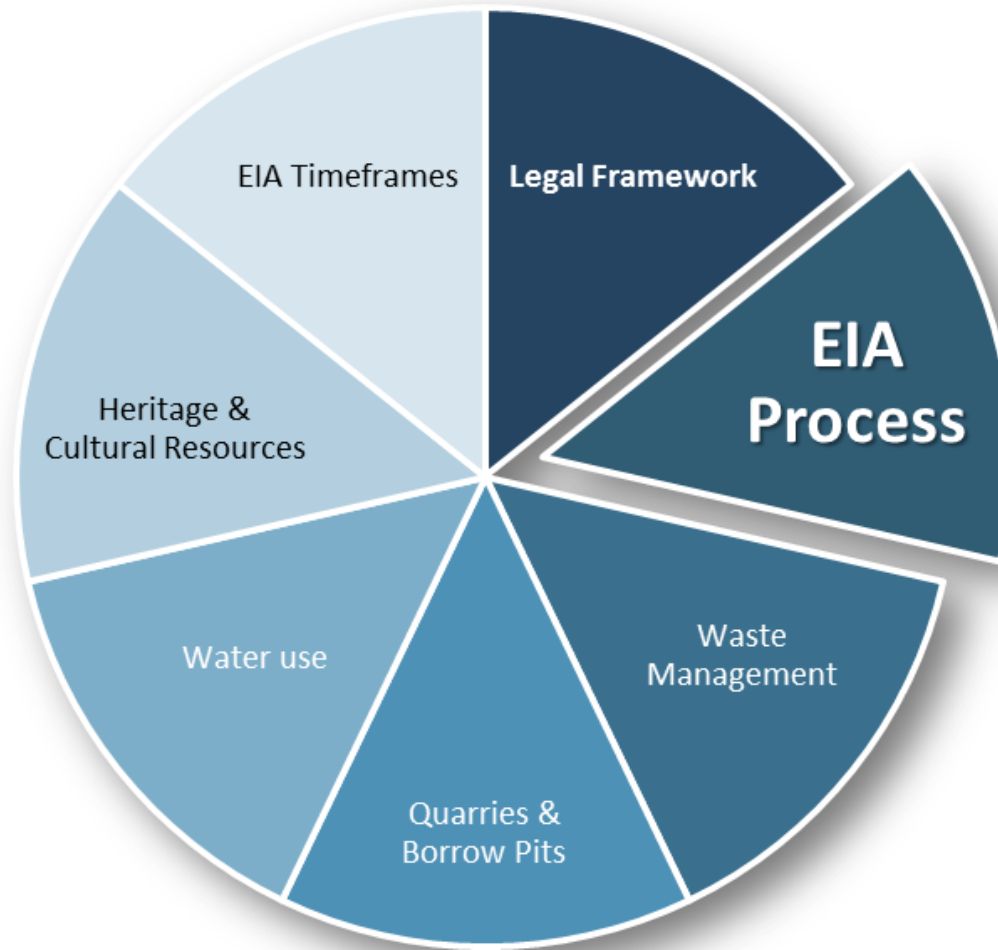 EIA Timeframes
Legal Framework
EIA
Process
Heritage &
Cultural Resources
Waste
Management
Water use
Quarries &
Borrow Pits